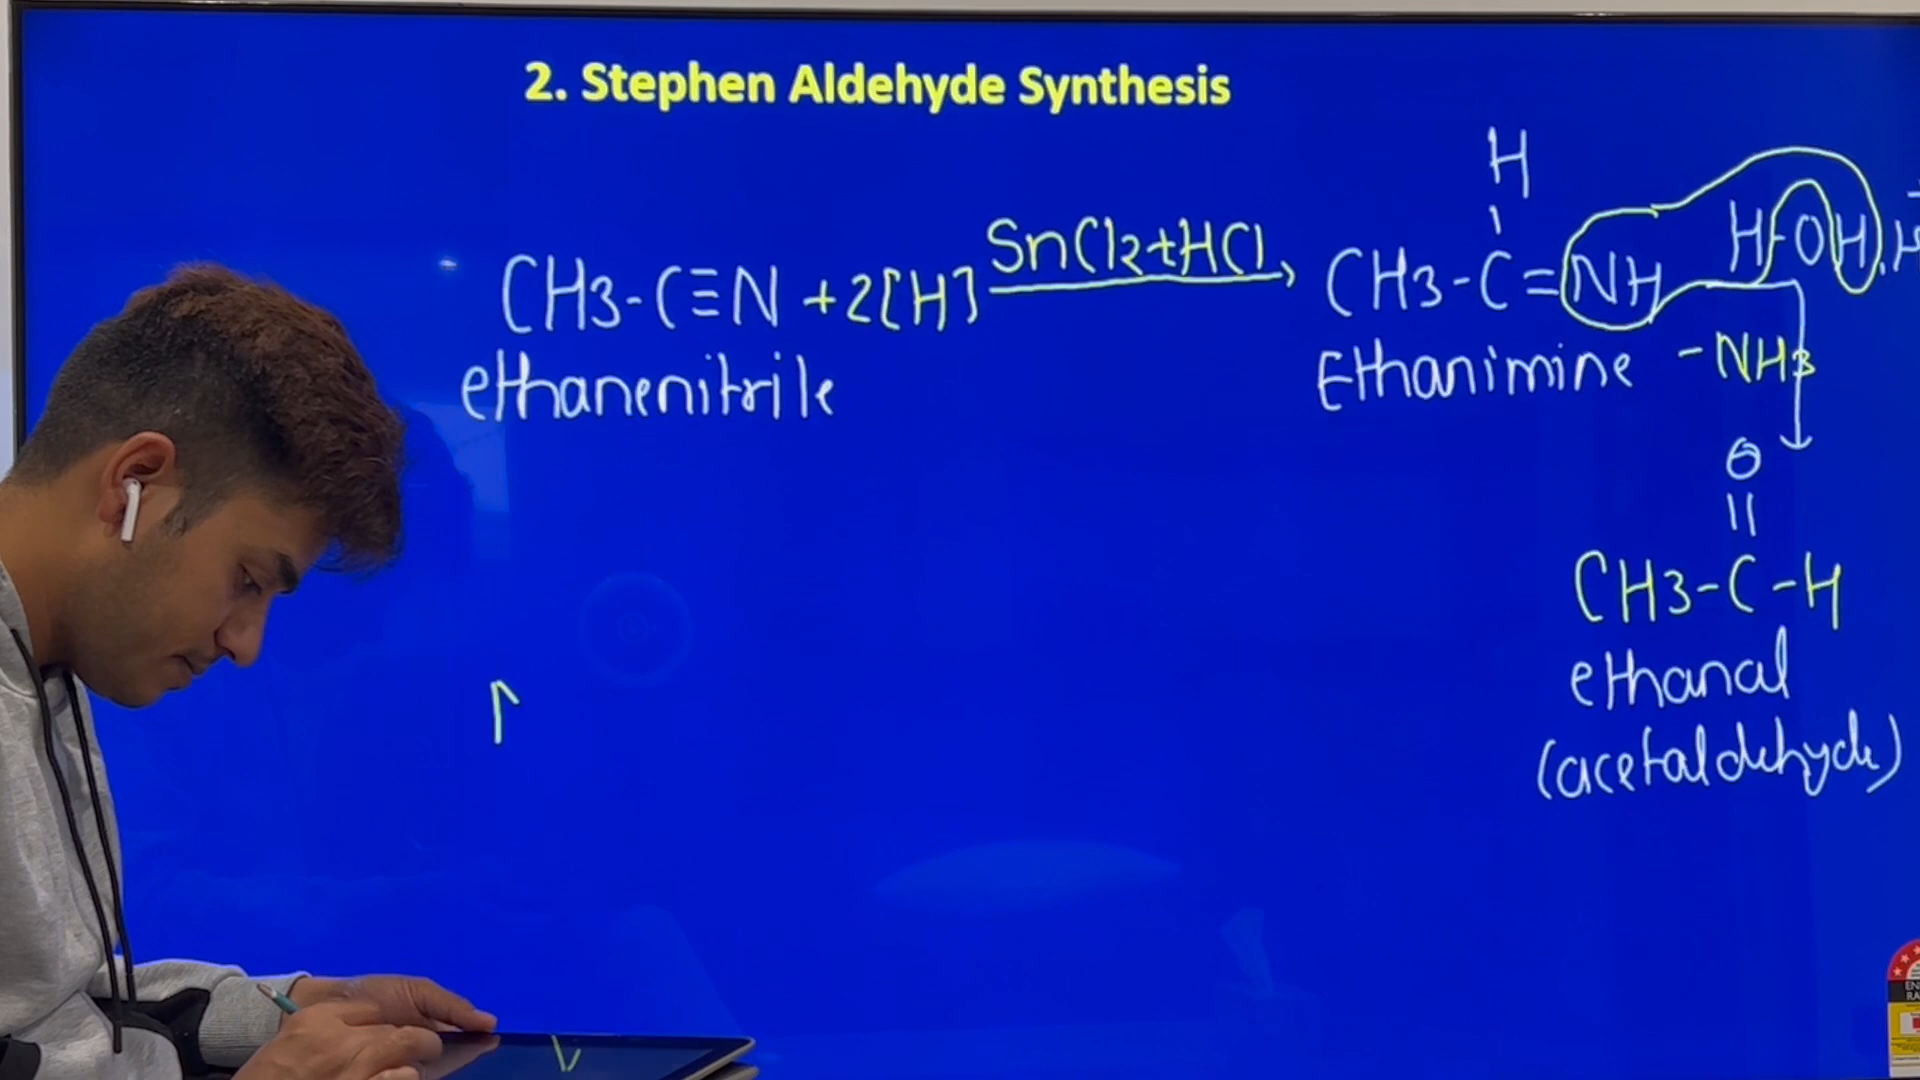 2. Stephen Aldehyde Synthesis
H
CH3-C≡N +2[H] SnCl2+HCl CH3-C=NH H-OH
ethanenitrile
Ethanimine -NH3
O
CH3-C-H
ethanal
(acetaldehyde)